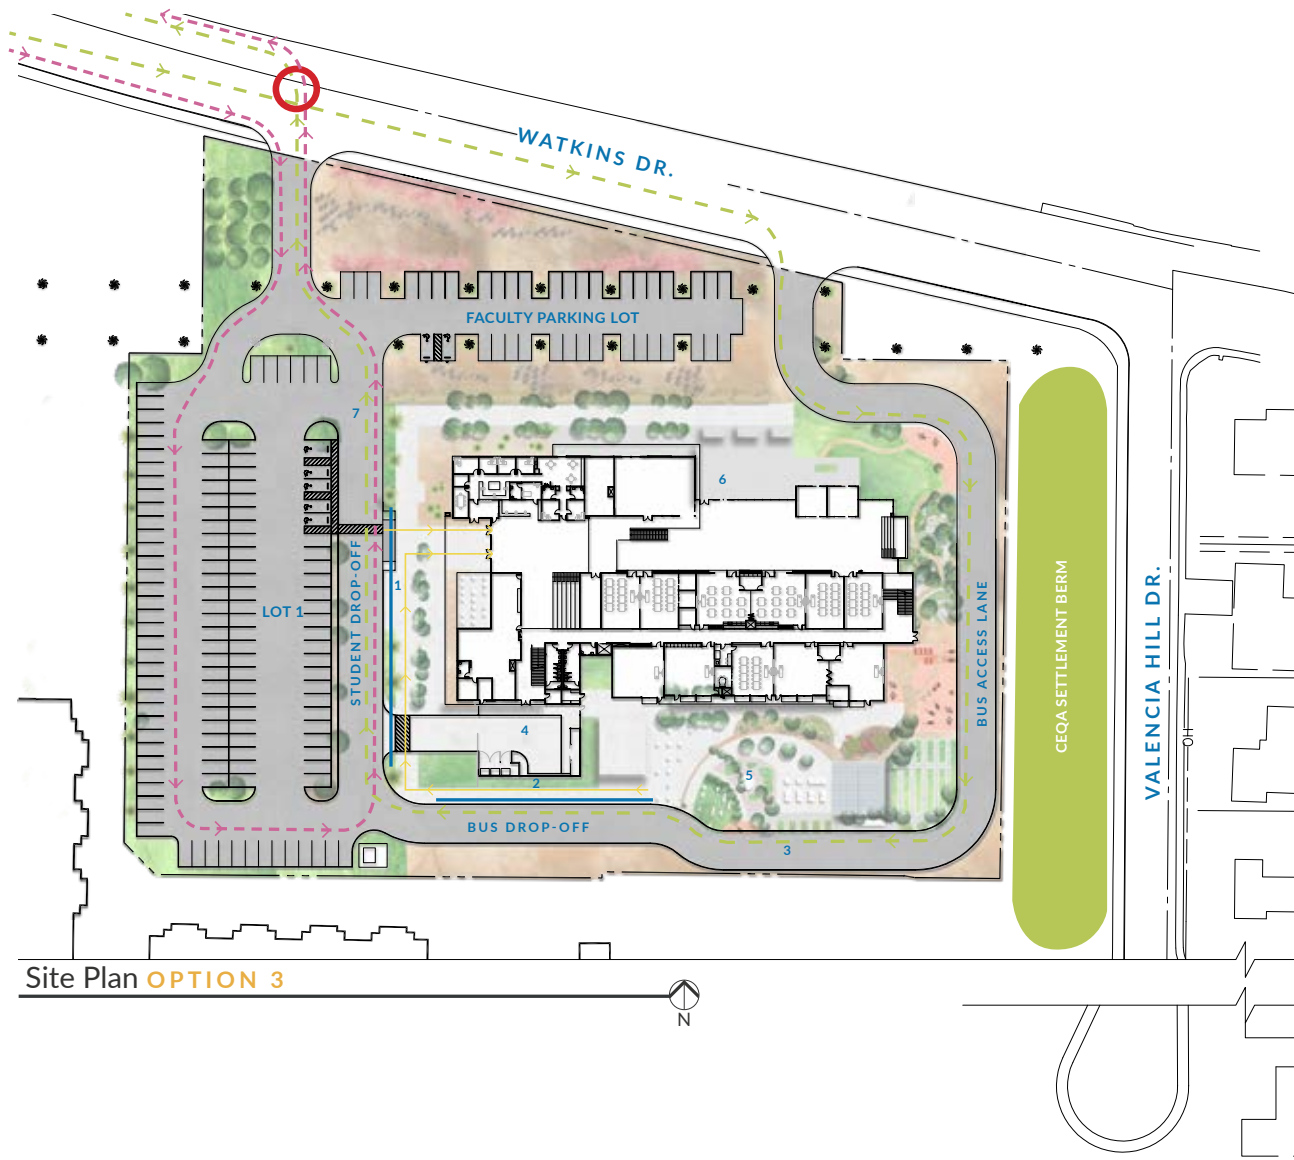 WATKINS DR.
FACULTY PARKING LOT
7
6
STUDENT DROP-OFF
1
LOT 1
BUS ACCESS LANE
CEQA SETTLEMENT BERM
VALENCIA HILL DR.
OH
4
5
2
BUS DROP-OFF
3
Site Plan OPTION 3
N